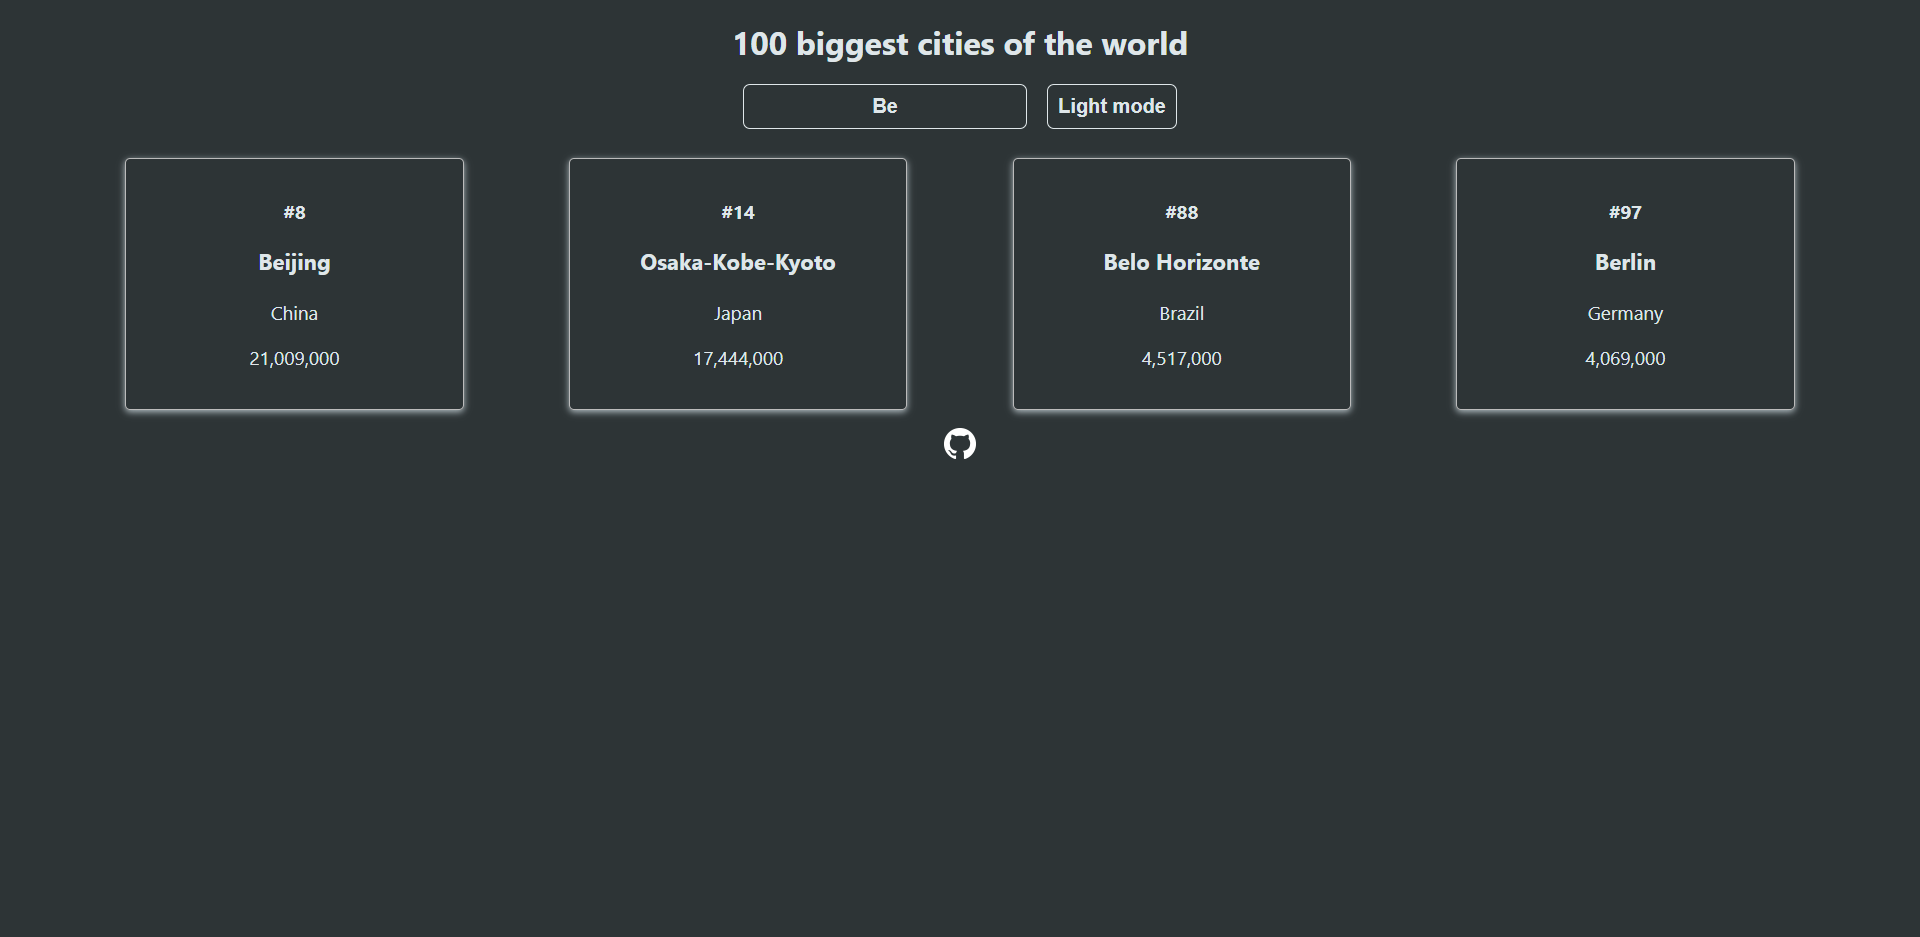 100 biggest cities of the world
Be
Light mode
#8
Beijing
China
21,009,000
#14
Osaka-Kobe-Kyoto
Japan
17,444,000
#88
Belo Horizonte
Brazil
4,517,000
#97
Berlin
Germany
4,069,000